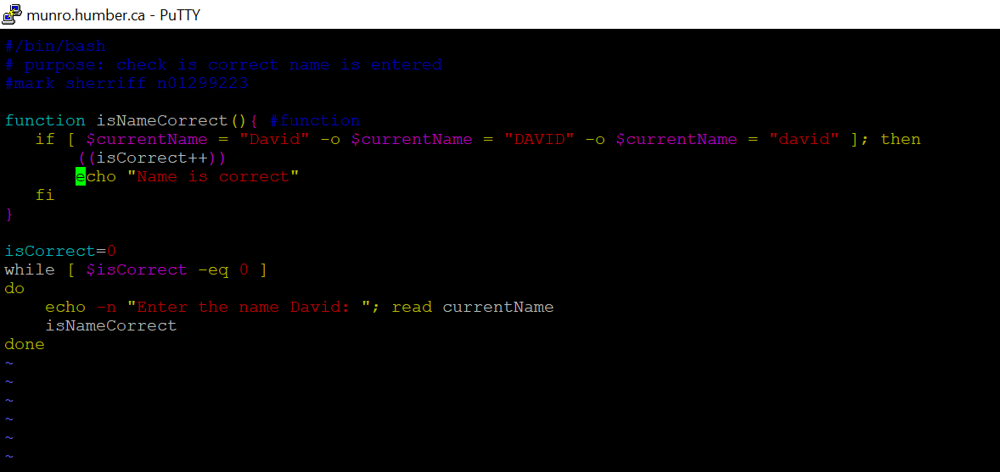 munro.humber.ca - PuTTY
#/bin/bash
# purpose: check is correct name is entered
#mark sherriff n01299223
function isNameCorrect(){ #function
   if [ $currentName = "David" -o $currentName = "DAVID" -o $currentName = "david" ]; then
       ((isCorrect++))
       echo "Name is correct"
   fi
}
isCorrect=0
while [ $isCorrect -eq 0 ]
do
    echo -n "Enter the name David: "; read currentName
    isNameCorrect
done
~
~
~
~
~
~